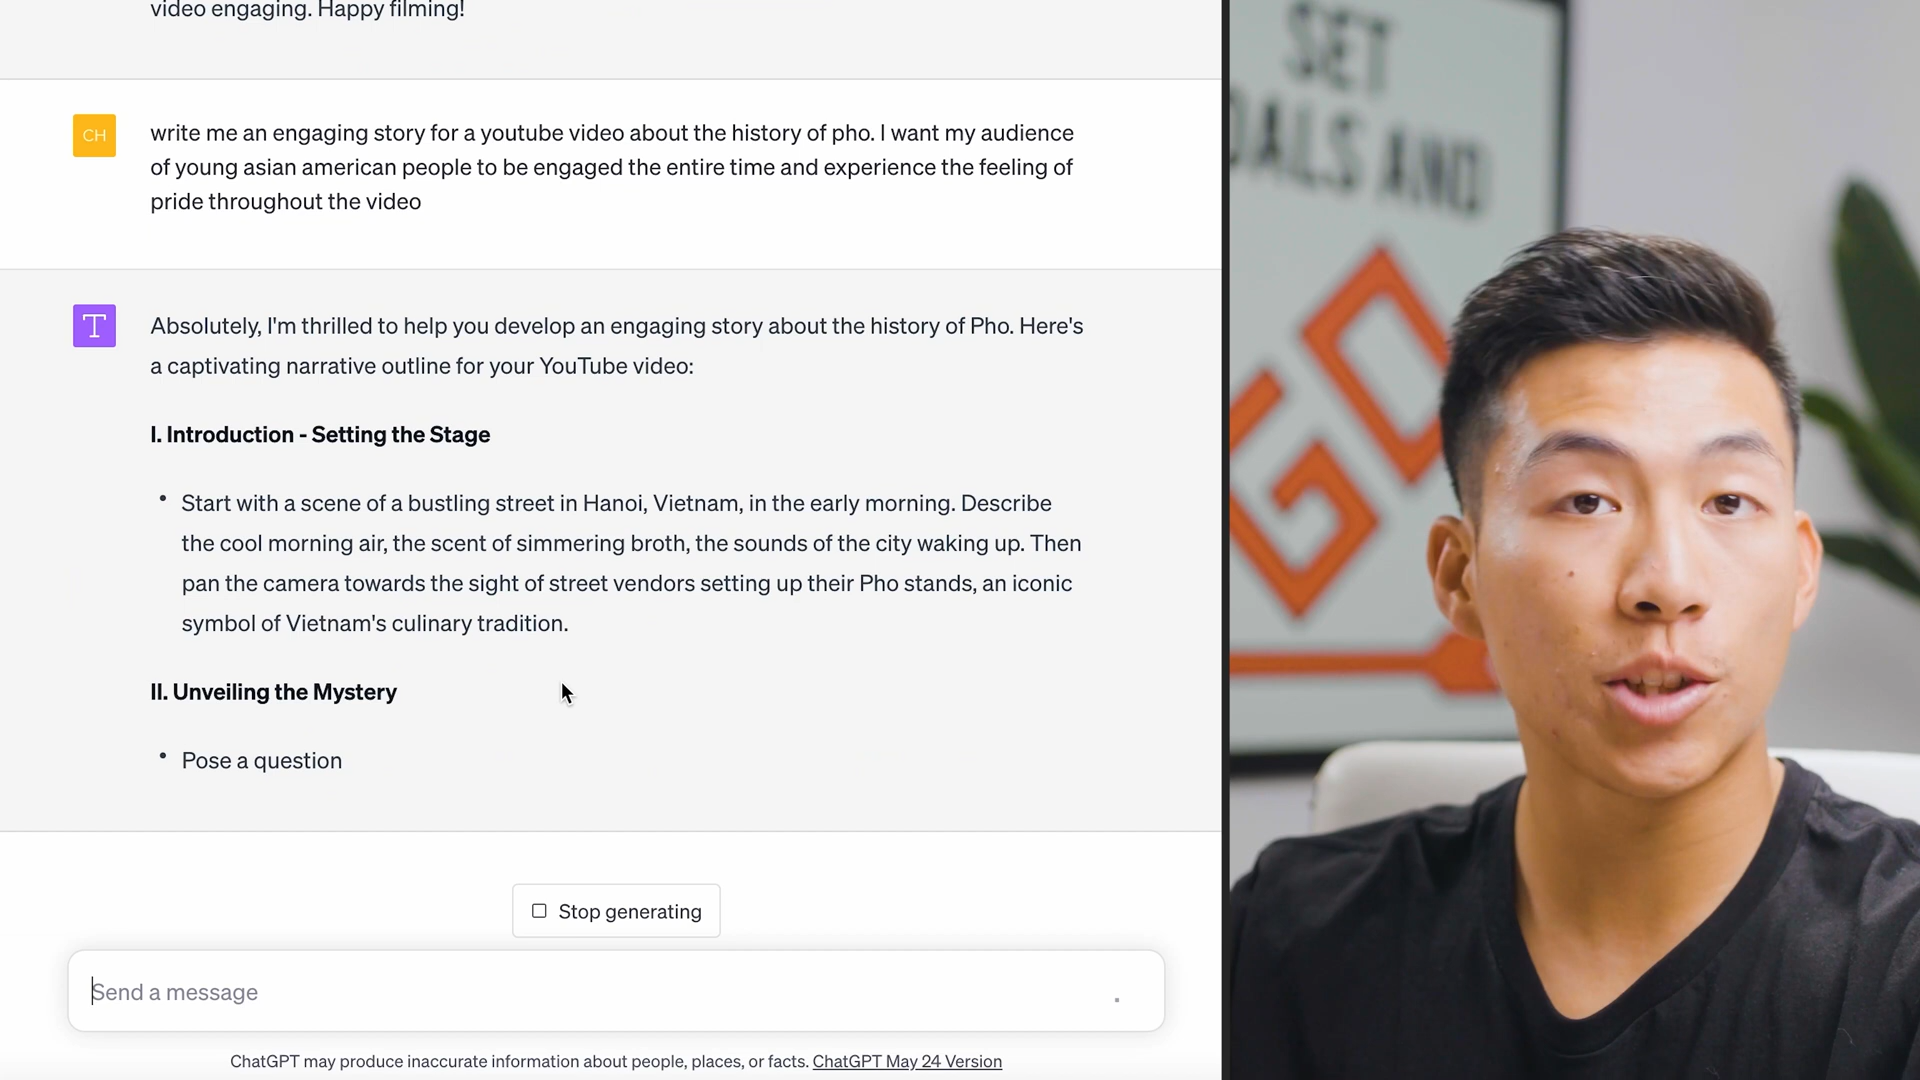 video engaging. Happy filming!
CH
write me an engaging story for a youtube video about the history of pho. I want my audience
of young asian american people to be engaged the entire time and experience the feeling of
pride throughout the video
T
Absolutely, I'm thrilled to help you develop an engaging story about the history of Pho. Here's
a captivating narrative outline for your YouTube video:
I. Introduction - Setting the Stage
• Start with a scene of a bustling street in Hanoi, Vietnam, in the early morning. Describe
the cool morning air, the scent of simmering broth, the sounds of the city waking up. Then
pan the camera towards the sight of street vendors setting up their Pho stands, an iconic
symbol of Vietnam's culinary tradition.
II. Unveiling the Mystery
• Pose a question
Stop generating
Send a message
ChatGPT may produce inaccurate information about people, places, or facts. ChatGPT May 24 Version
SET
OALS AND
GO